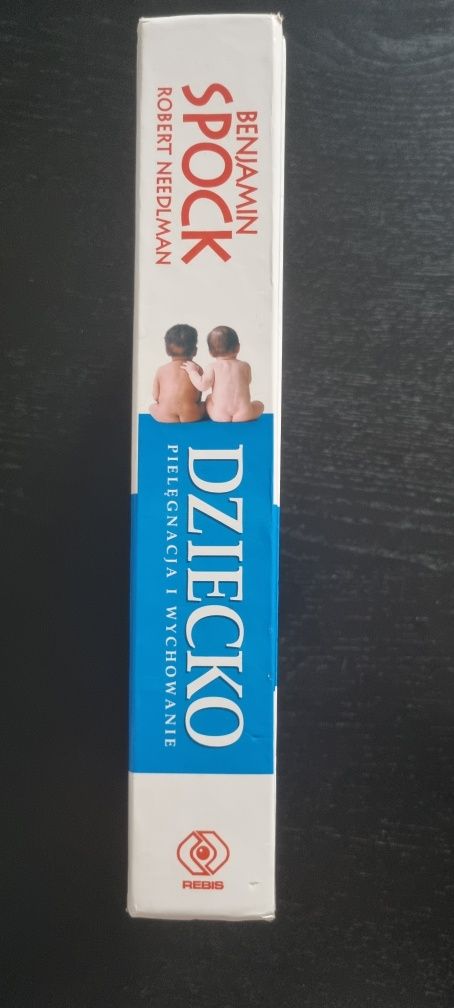 BENJAMIN
SPOCK
ROBERT NEEDLMAN
DZIECKO
PIELĘGNACJA I WYCHOWANIE
REBIS